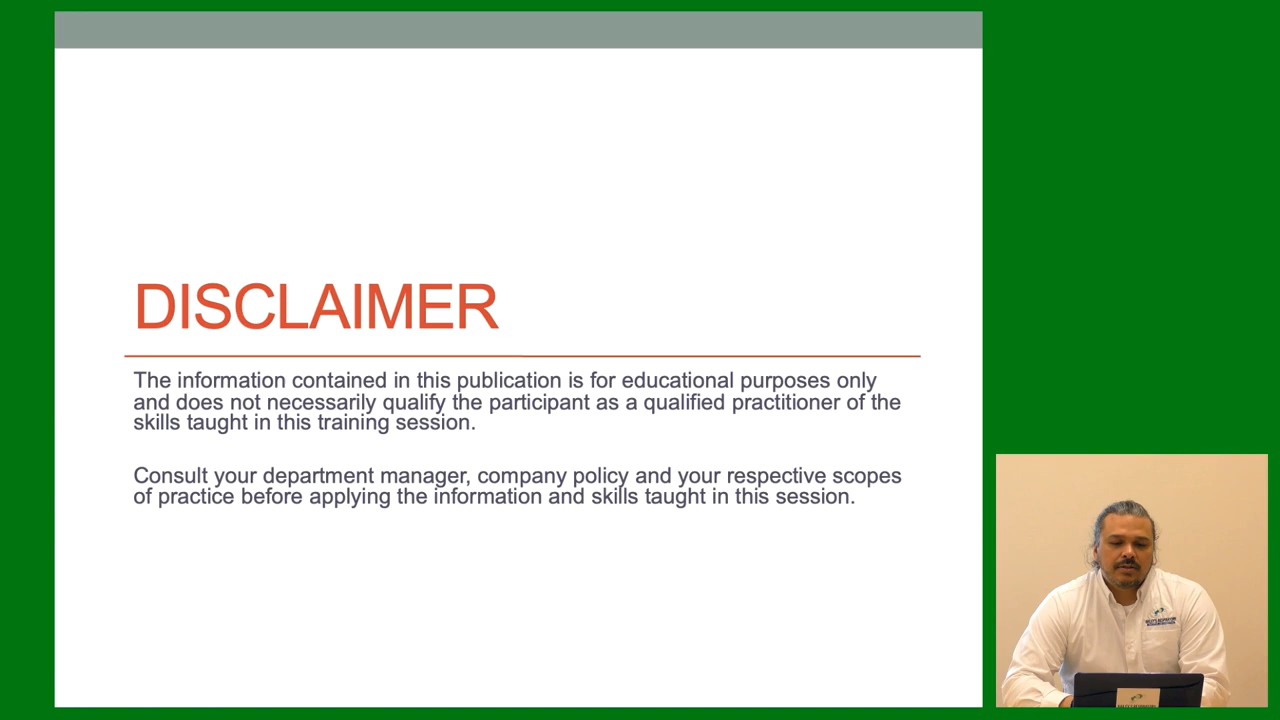 DISCLAIMER
The information contained in this publication is for educational purposes only
and does not necessarily qualify the participant as a qualified practitioner of the
skills taught in this training session.
Consult your department manager, company policy and your respective scopes
of practice before applying the information and skills taught in this session.